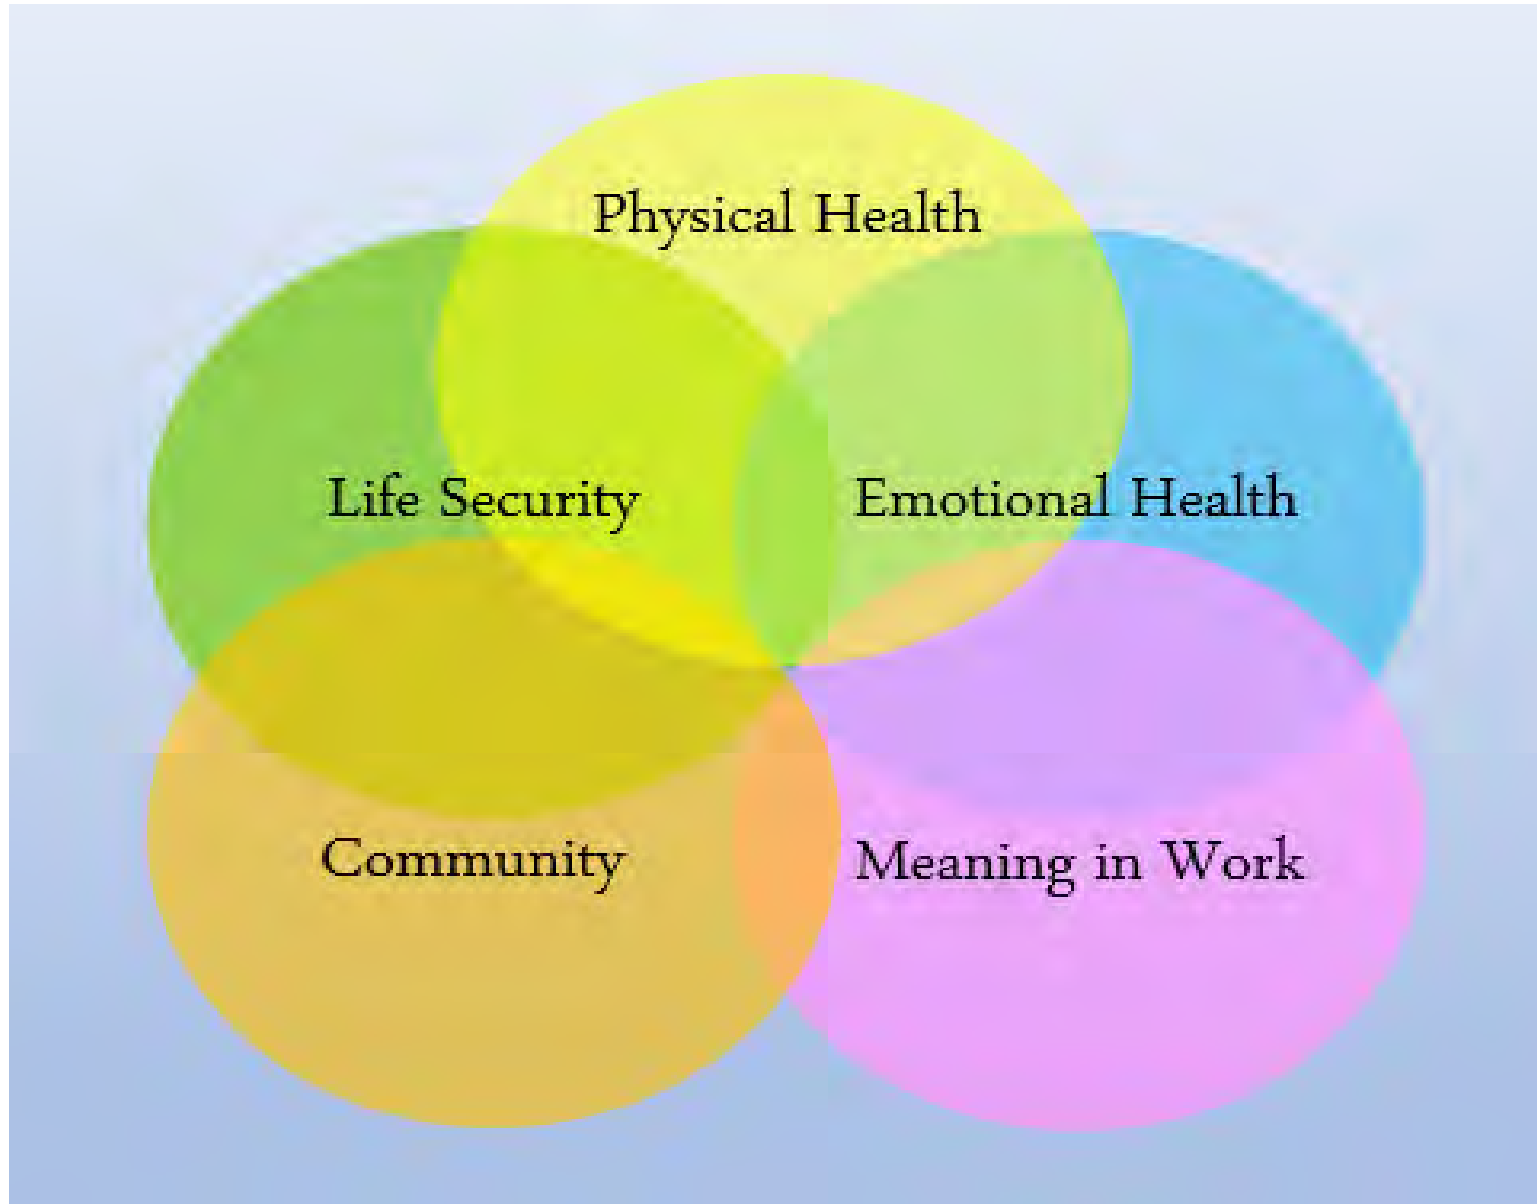 Physical Health
Life Security
Emotional Health
Community
Meaning in Work